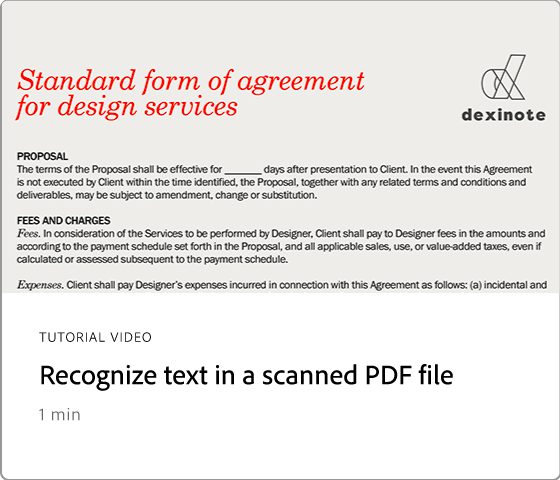 Standard form of agreement
for design services
dexinote
PROPOSAL
The terms of the Proposal shall be effective for _______ days after presentation to Client. In the event this Agreement
is not executed by Client within the time identified, the Proposal, together with any related terms and conditions and
deliverables, may be subject to amendment, change or substitution.
FEES AND CHARGES
Fees. In consideration of the Services to be performed by Designer, Client shall pay to Designer fees in the amounts and
according to the payment schedule set forth in the Proposal, and all applicable sales, use, or value-added taxes, even if
calculated or assessed subsequent to the payment schedule.
Expenses. Client shall pay Designer's expenses incurred in connection with this Agreement as follows: (a) incidental and
TUTORIAL VIDEO
Recognize text in a scanned PDF file
1 min